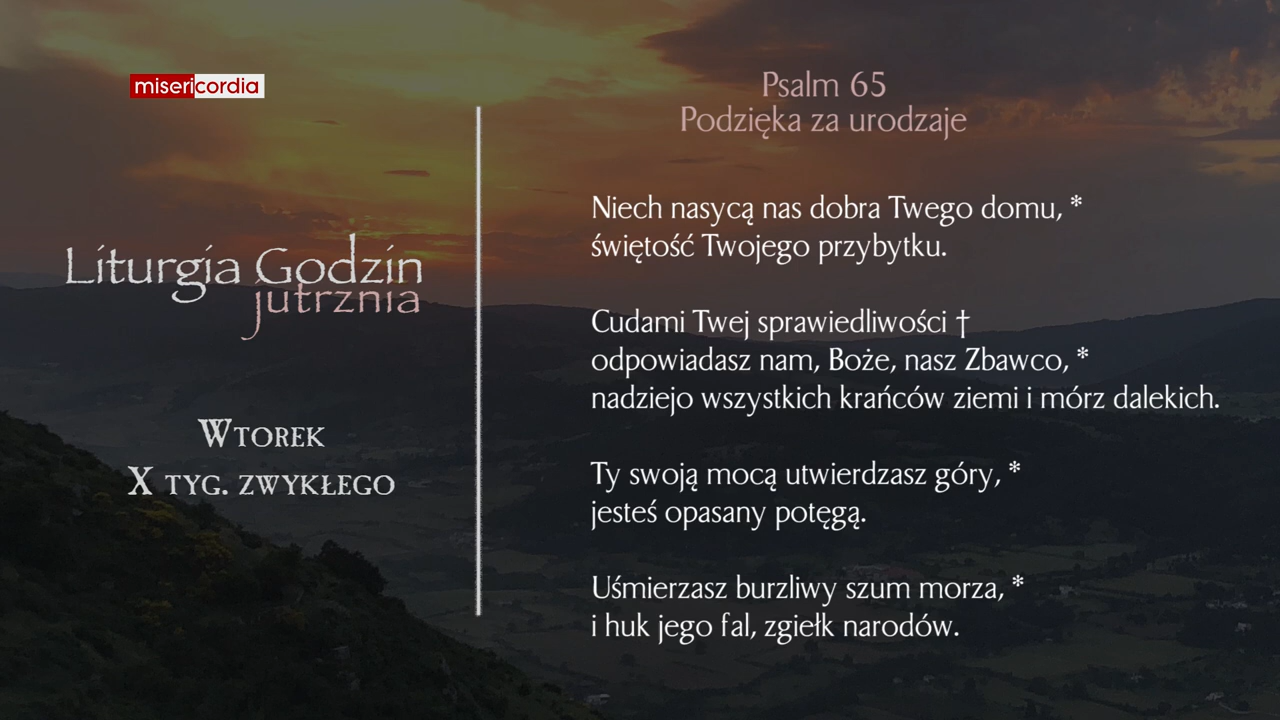 misericordia
Liturgia Godzin
jutrznia
Wtorek
X tyg. zwykłego
Psalm 65
Podzięka za urodzaje
Niech nasycą nas dobra Twego domu, *
świętość Twojego przybytku.
Cudami Twej sprawiedliwości †
odpowiadasz nam, Boże, nasz Zbawco, *
nadziejo wszystkich krańców ziemi i mórz dalekich.
Ty swoją mocą utwierdzasz góry, *
jesteś opasany potęgą.
Uśmierzasz burzliwy szum morza, *
i huk jego fal, zgiełk narodów.